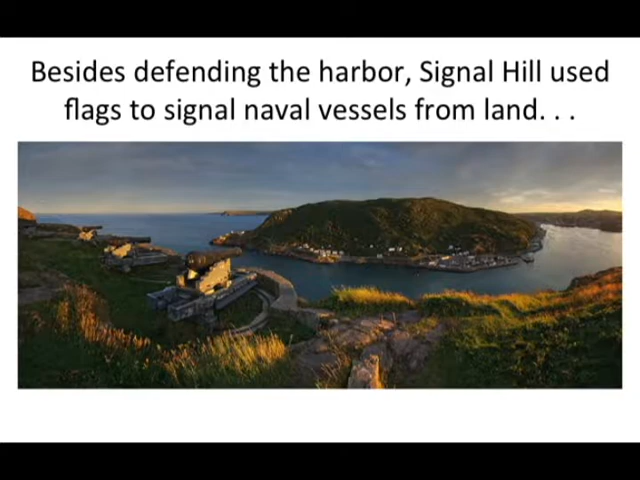 Besides defending the harbor, Signal Hill used
flags to signal naval vessels from land. . .